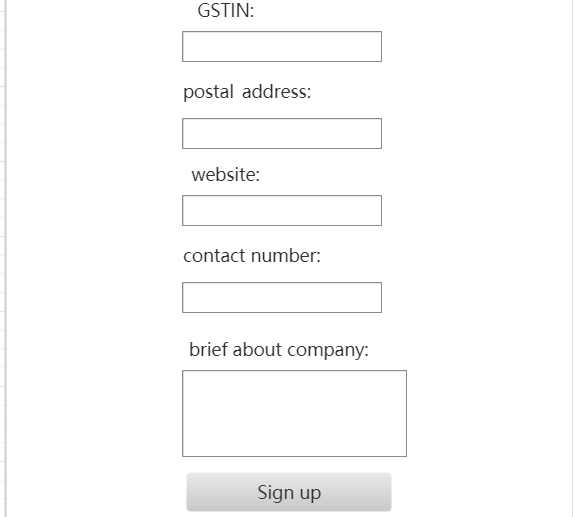 GSTIN:
postal address:
website:
contact number:
brief about company:
Sign up